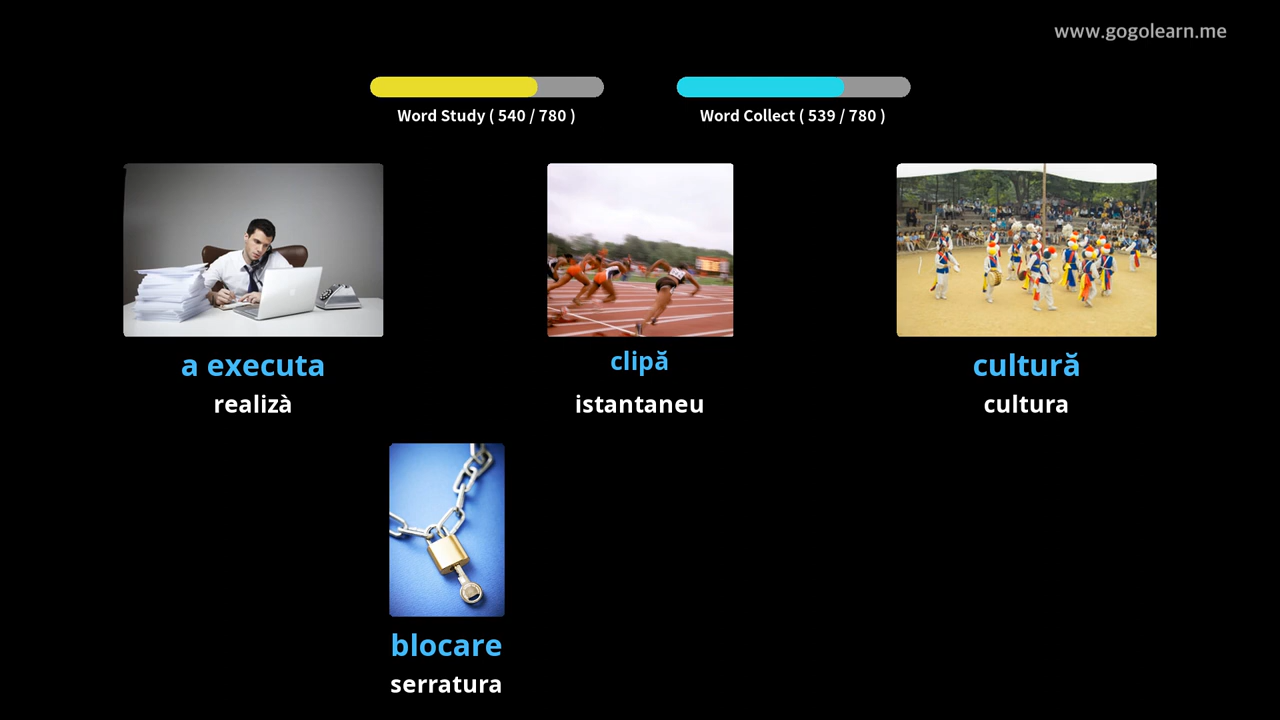 www.gogolearn.me
Word Study ( 540 / 780 )
Word Collect ( 539 / 780 )
a executa
realizà
clipă
istantaneu
cultură
cultura
blocare
serratura